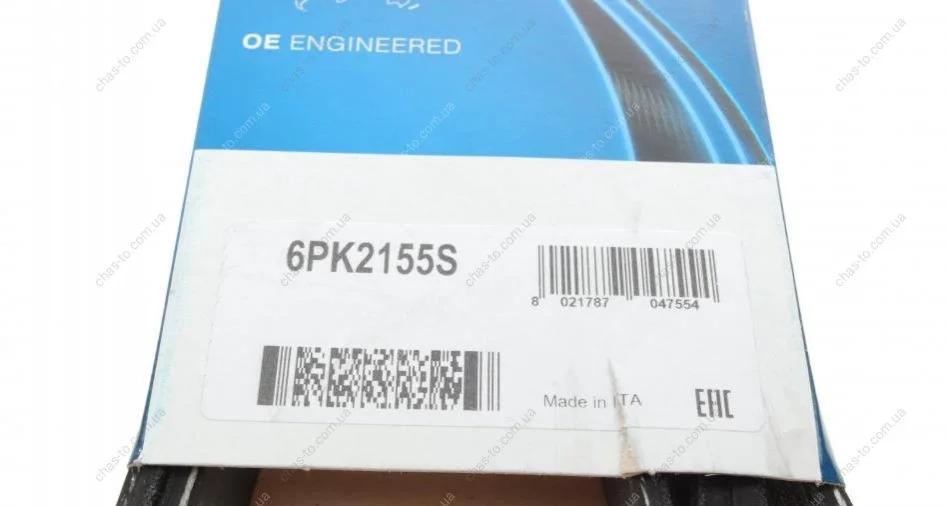 OE ENGINEERED
6PK2155S
8 021787 047554
Made in ITA
EAC
chas-to.com.ua